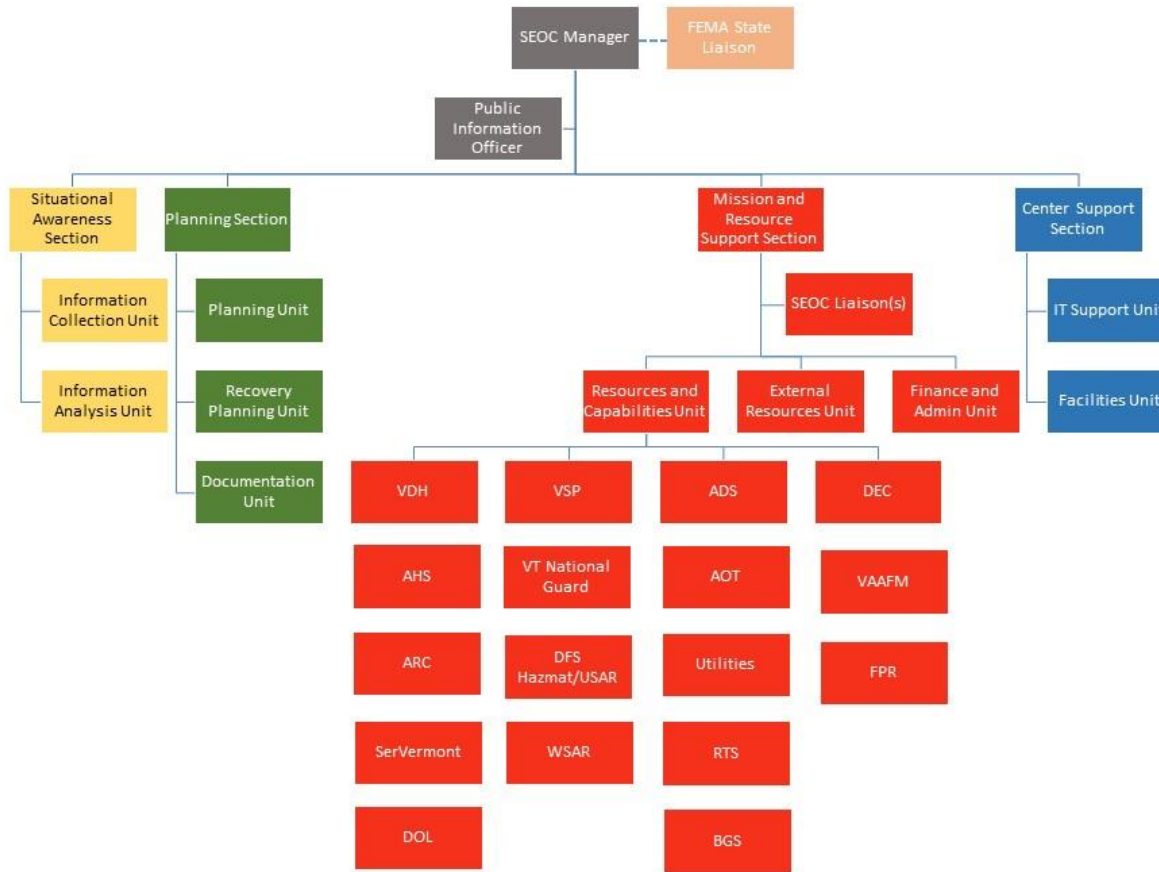 SEOC Manager
FEMA State
Liaison
Public
Information
Officer
Situational
Awareness
Section
Planning Section
Mission and
Resource
Support Section
Center Support
Section
Information
Collection Unit
Planning Unit
SEOC Liaison(s)
IT Support Unit
Information
Analysis Unit
Recovery
Planning Unit
Resources and
Capabilities Unit
External
Resources Unit
Finance and
Admin Unit
Facilities Unit
Documentation
Unit
VDH
VSP
ADS
DEC
AHS
VT National
Guard
AOT
VAAFM
ARC
DFS
Hazmat/USAR
Utilities
FPR
SerVermont
WSAR
RTS
DOL
BGS